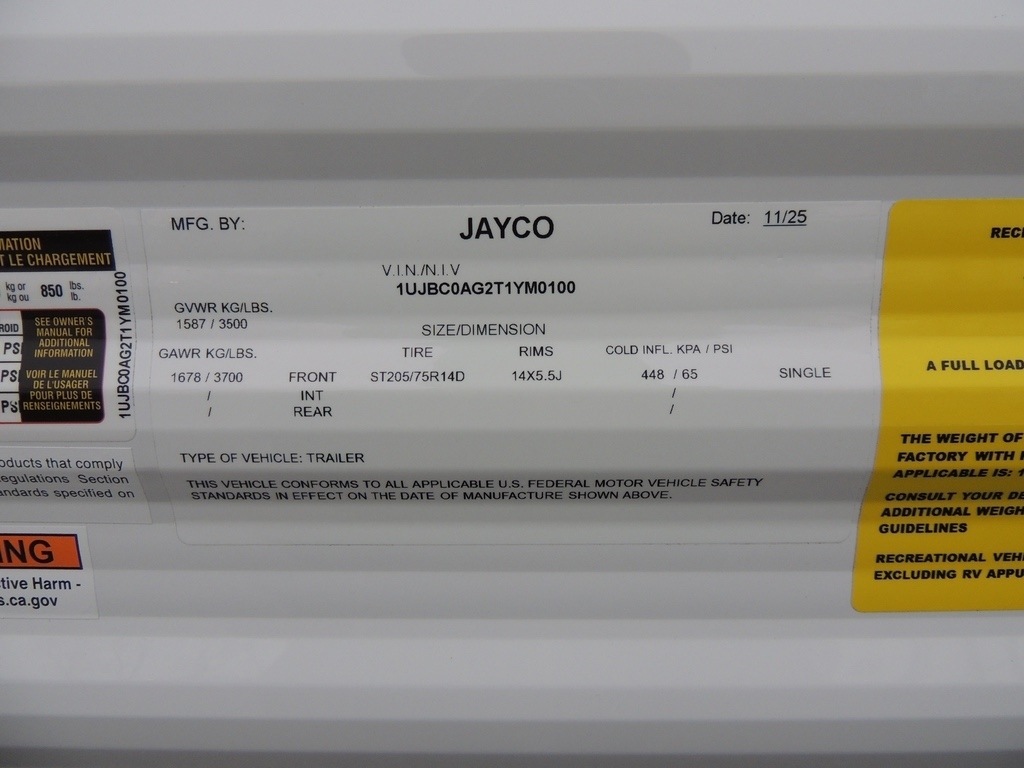 MATION
T LE CHARGEMENT
kg or
kg ou
850
lbs.
lb.
ROID
PSI
PSI
PSI
SEE OWNER'S
MANUAL FOR
ADDITIONAL
INFORMATION
VOIR LE MANUEL
DE L'USAGER
POUR PLUS DE
RENSEIGNEMENTS
1UJBC0AG2T1YM0100
oducts that comply
egulations Section
andards specified on
NG
ctive Harm -
s.ca.gov
MFG. BY: JAYCO Date: 11/25
V.I.N./N.I.V
1UJBC0AG2T1YM0100
GVWR KG/LBS.
1587 / 3500
SIZE/DIMENSION
GAWR KG/LBS. TIRE RIMS COLD INFL. KPA / PSI
1678 / 3700 FRONT ST205/75R14D 14X5.5J 448 / 65 SINGLE
/ INT /
/ REAR /
TYPE OF VEHICLE: TRAILER
THIS VEHICLE CONFORMS TO ALL APPLICABLE U.S. FEDERAL MOTOR VEHICLE SAFETY
STANDARDS IN EFFECT ON THE DATE OF MANUFACTURE SHOWN ABOVE.
RECR
A FULL LOAD
THE WEIGHT OF
FACTORY WITH
APPLICABLE IS: 1
CONSULT YOUR DE
ADDITIONAL WEIGH
GUIDELINES
RECREATIONAL VEHI
EXCLUDING RV APPU